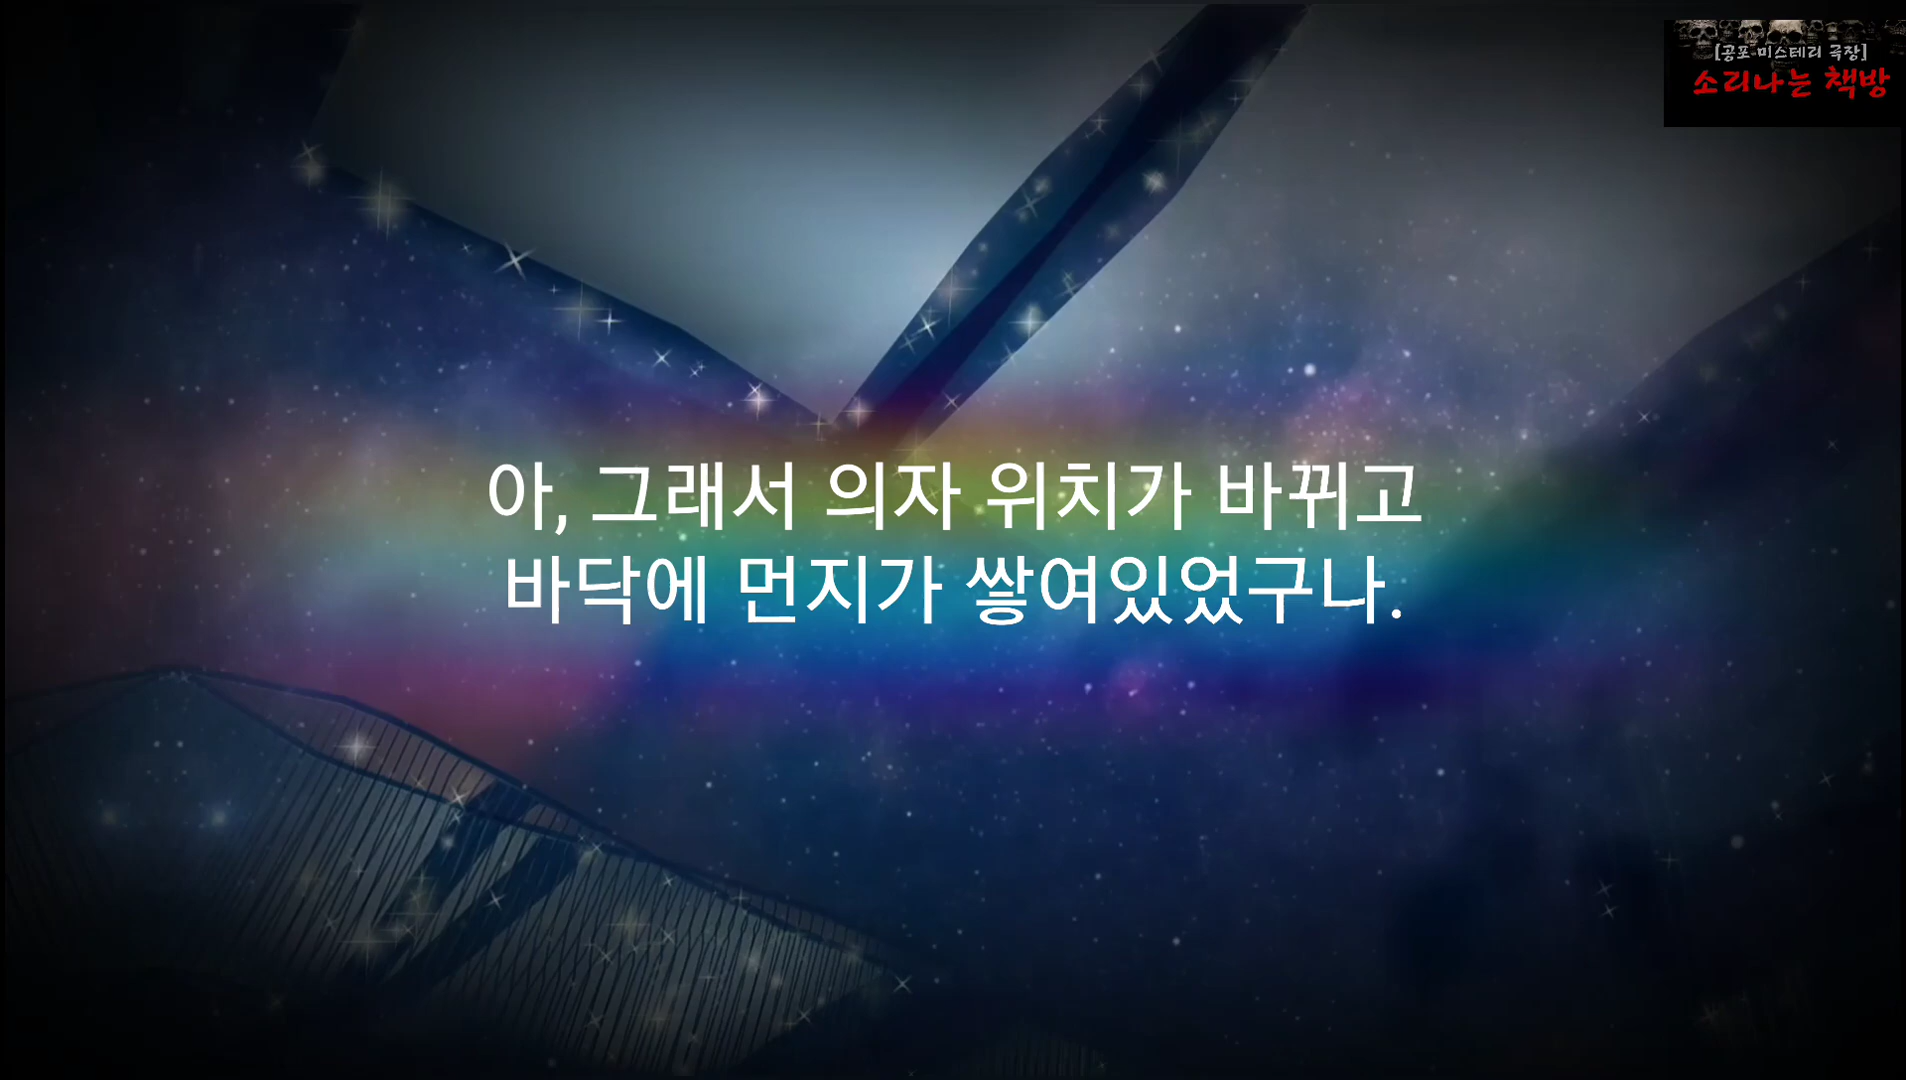 [공포 미스테리 극장]
소리나는 책방
아, 그래서 의자 위치가 바뀌고
바닥에 먼지가 쌓여있었구나.